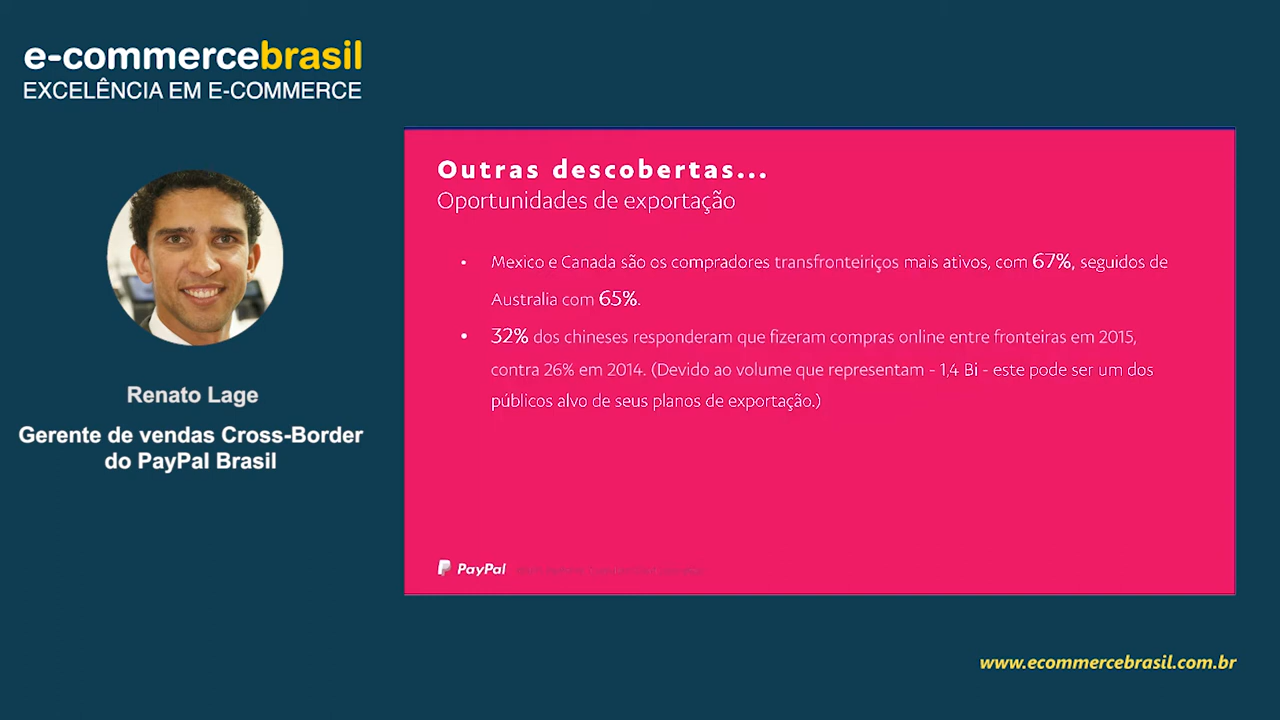 e-commercebrasil
EXCELÊNCIA EM E-COMMERCE
Renato Lage
Gerente de vendas Cross-Border
do PayPal Brasil
Outras descobertas...
Oportunidades de exportação
• Mexico e Canada são os compradores transfronteiriços mais ativos, com 67%, seguidos de
Australia com 65%.
• 32% dos chineses responderam que fizeram compras online entre fronteiras em 2015,
contra 26% em 2014. (Devido ao volume que representam - 1,4 Bi - este pode ser um dos
públicos alvo de seus planos de exportação.)
PayPal
www.ecommercebrasil.com.br